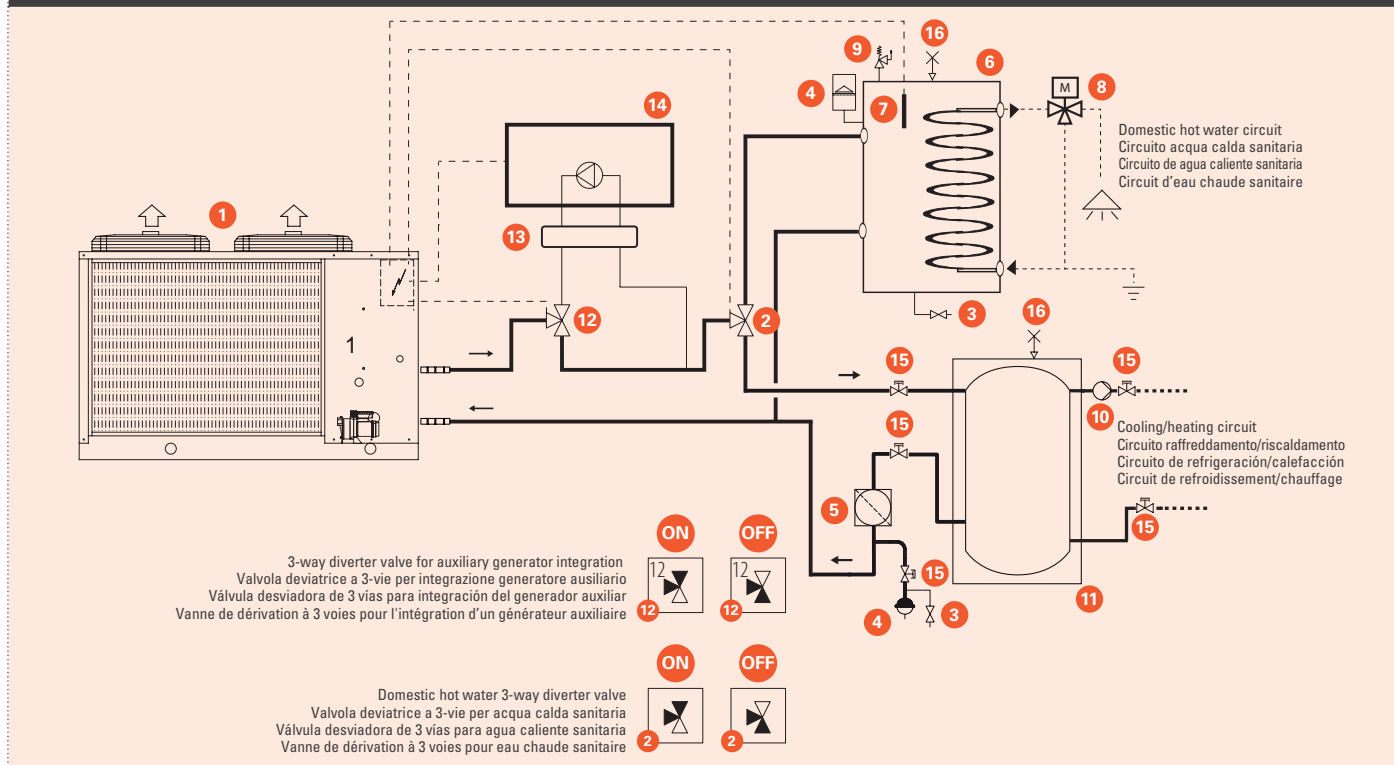 9
16
6
4
7
M
8
14
Domestic hot water circuit
Circuito acqua calda sanitaria
Circuito de agua caliente sanitaria
Circuit d'eau chaude sanitaire
1
13
12
2
3
16
1
15
15
10
15
Cooling/heating circuit
Circuito raffreddamento/riscaldamento
Circuito de refrigeración/calefacción
Circuit de refroidissement/chauffage
5
15
15
11
4
3
ON
OFF
3-way diverter valve for auxiliary generator integration
Valvola deviatrice a 3-vie per integrazione generatore ausiliario
Válvula desviadora de 3 vías para integración del generador auxiliar
Vanne de dérivation à 3 voies pour l'intégration d'un générateur auxiliaire
12
12
12
12
ON
OFF
Domestic hot water 3-way diverter valve
Valvola deviatrice a 3-vie per acqua calda sanitaria
Válvula desviadora de 3 vías para agua caliente sanitaria
Vanne de dérivation à 3 voies pour eau chaude sanitaire
2
2